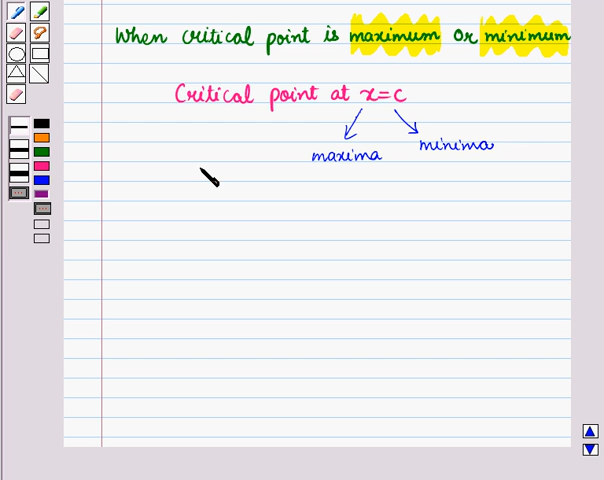 When critical point is maximum or minimum
Critical point at x=c
maxima
minima